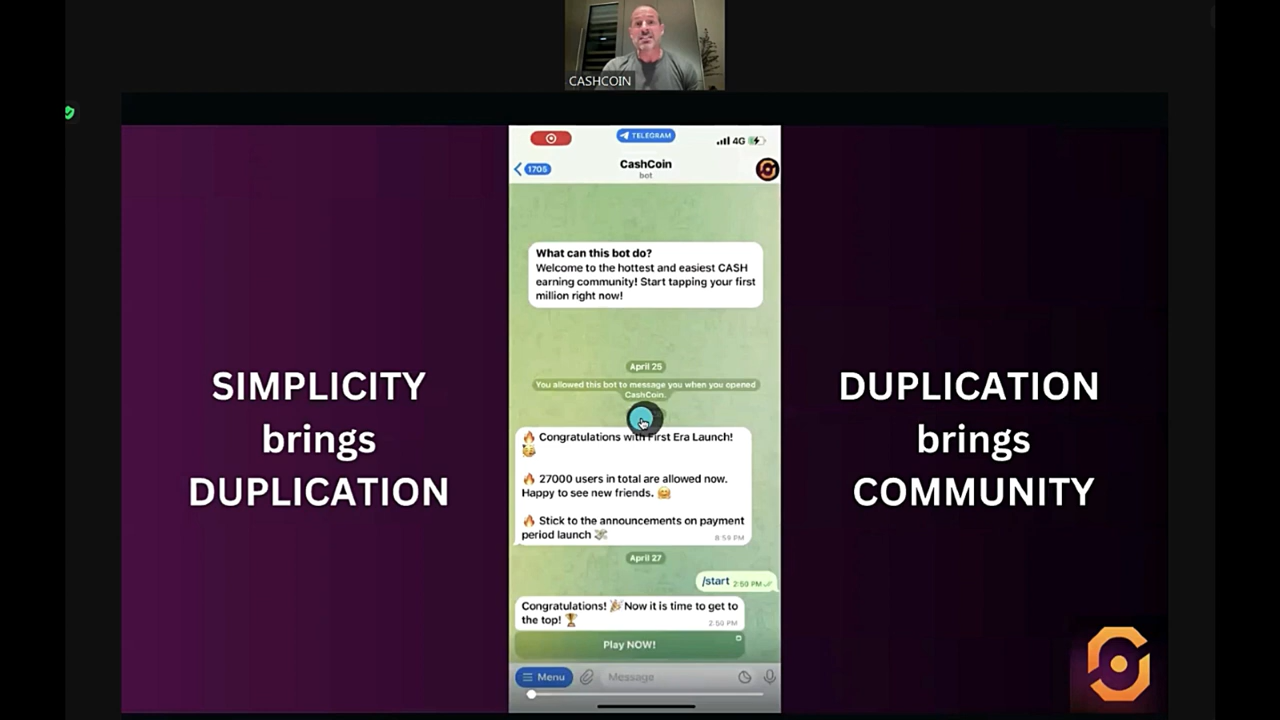 CASHCOIN
SIMPLICITY
brings
DUPLICATION
TELEGRAM
4G
1705
CashCoin
bot
What can this bot do?
Welcome to the hottest and easiest CASH
earning community! Start tapping your first
million right now!
April 25
You allowed this bot to message you when you opened
CashCoin.
🔥 Congratulations with First Era Launch!
🥳
🔥 27000 users in total are allowed now.
Happy to see new friends. 🤗
🔥 Stick to the announcements on payment
period launch 💸
8:59 PM
April 27
/start 2:50 PM
Congratulations! 🎉Now it is time to get to
the top! 🏆
2:50 PM
Play NOW!
Menu
Message
DUPLICATION
brings
COMMUNITY